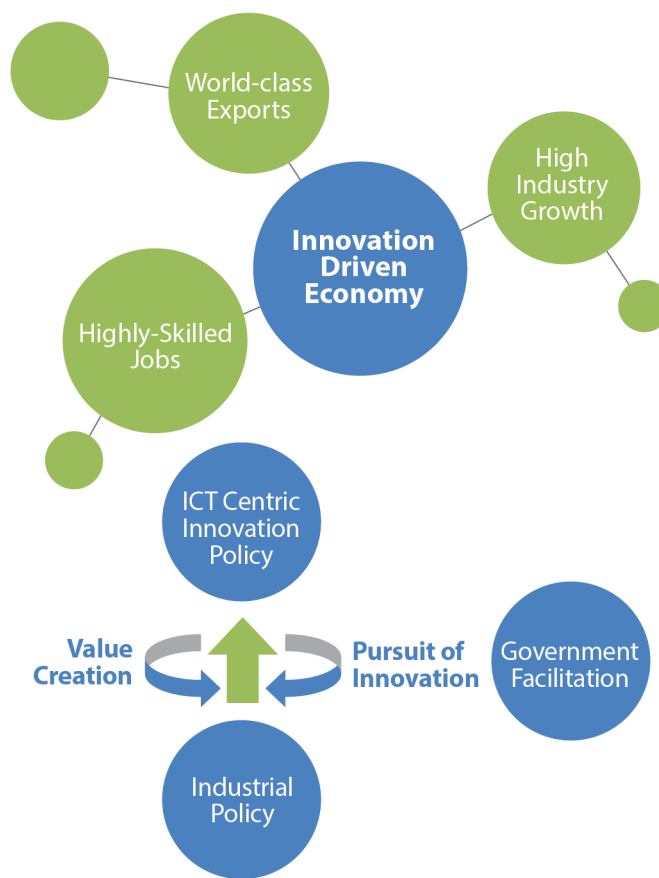 World-class
Exports
High
Industry
Growth
Innovation
Driven
Economy
Highly-Skilled
Jobs
ICT Centric
Innovation
Policy
Value
Creation
Pursuit of
Innovation
Government
Facilitation
Industrial
Policy